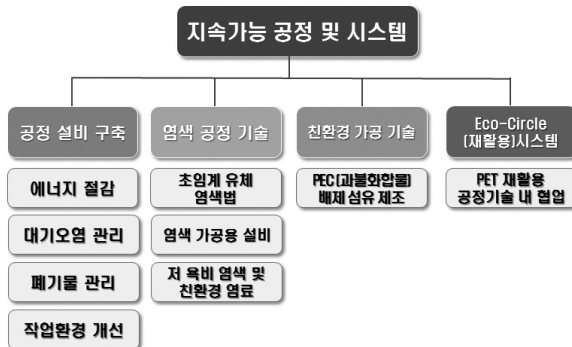 지속가능 공정 및 시스템
공정 설비 구축
에너지 절감
대기오염 관리
폐기물 관리
작업환경 개선
염색 공정 기술
초임계 유체
염색법
염색 가공용 설비
저 욕비 염색 및
친환경 염료
친환경 가공 기술
PEC(과불화합물)
배제 섬유 제조
Eco-Circle
(재활용)시스템
PET 재활용
공정기술 내 협업